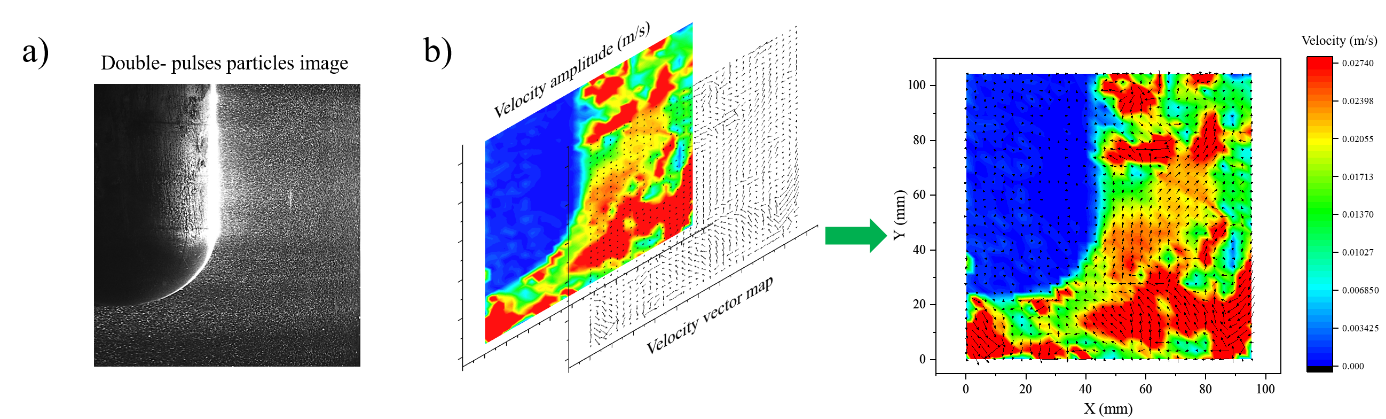 a)
Double- pulses particles image
b)
Velocity amplitude (m/s)
Velocity vector map
Y (mm)
100
80
60
40
20
0
0 20 40 60 80 100
X (mm)
Velocity (m/s)
0.02740
0.02398
0.02055
0.01713
0.01370
0.01027
0.006850
0.003425
0.000